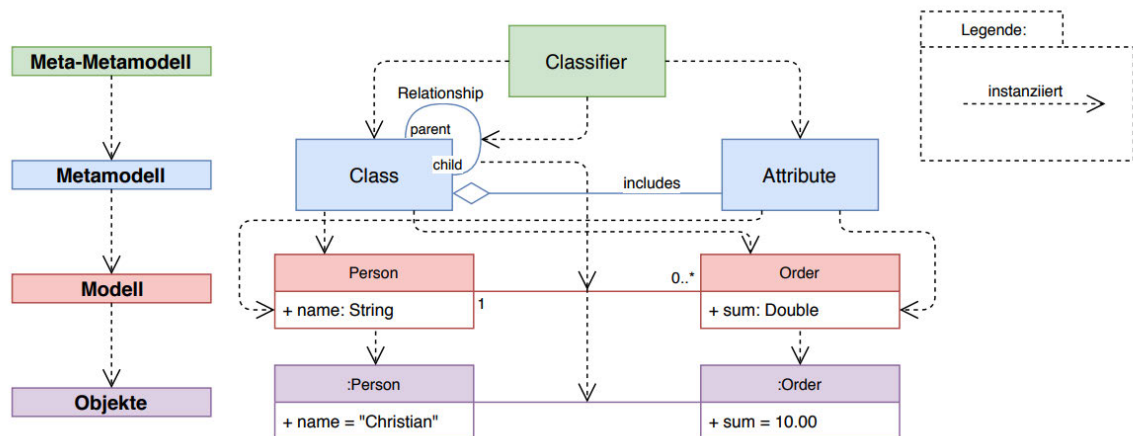 Legende:
instanziiert
Meta-Metamodell
Classifier
Relationship
parent
child
Metamodell
Class
includes
Attribute
Modell
Person
+ name: String
1
0..*
Order
+ sum: Double
Objekte
:Person
+ name = "Christian"
:Order
+ sum = 10.00